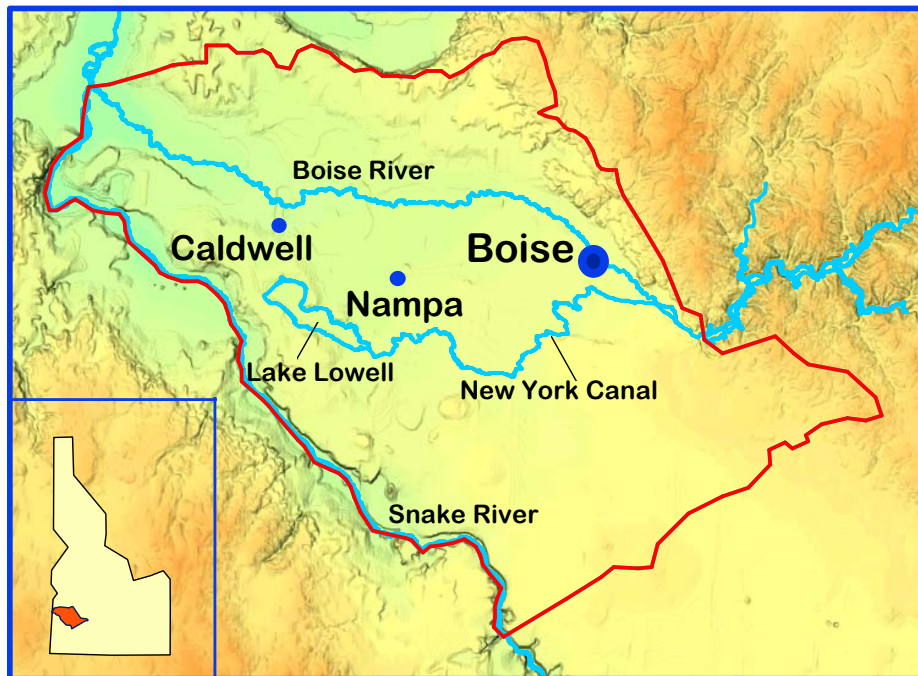 Boise River
Caldwell
Boise
Nampa
Lake Lowell
New York Canal
Snake River